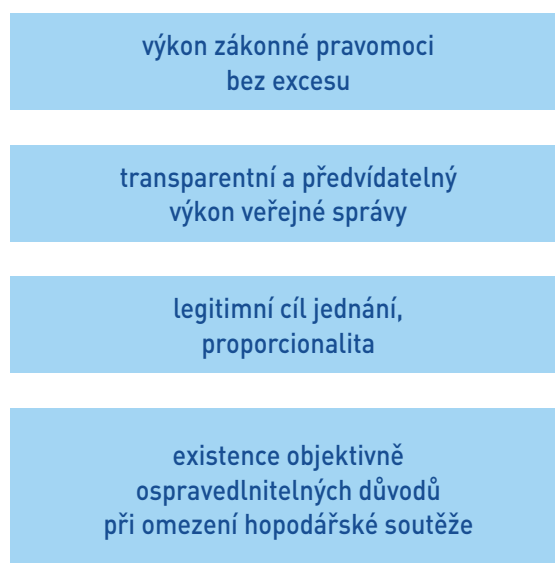 výkon zákonné pravomoci
bez excesu
transparentní a předvídatelný
výkon veřejné správy
legitimní cíl jednání,
proporcionalita
existence objektivně
ospravedlnitelných důvodů
při omezení hopodářské soutěže